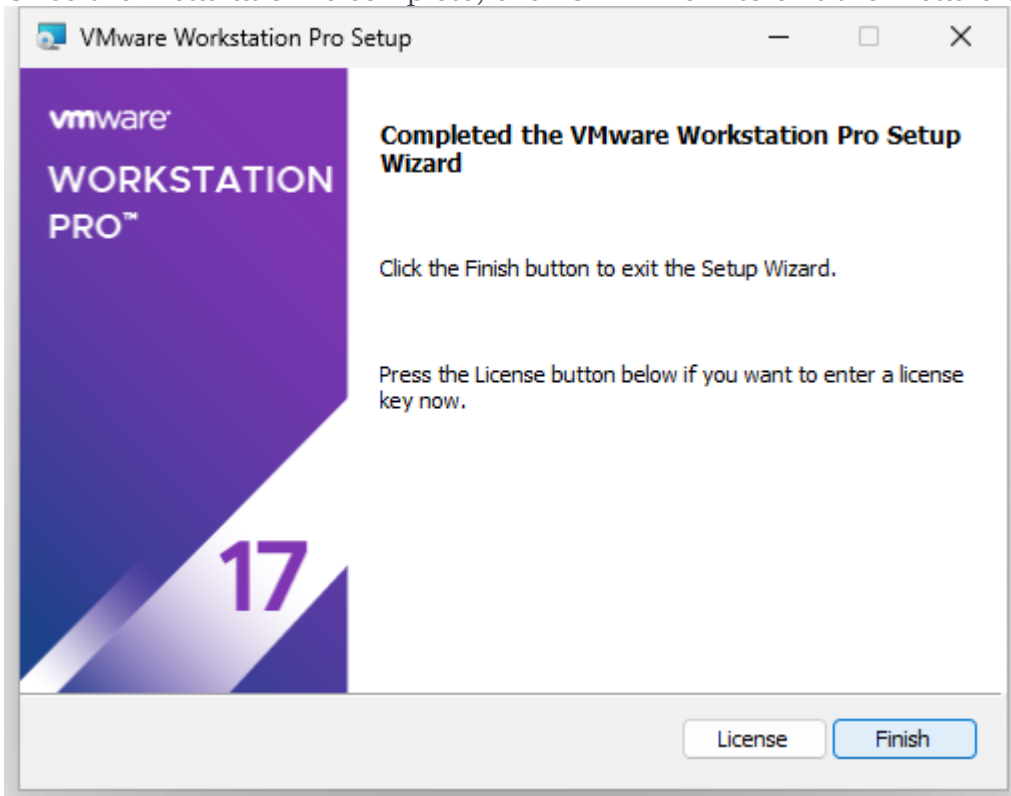 VMware Workstation Pro Setup
vmware
WORKSTATION
PRO™
Completed the VMware Workstation Pro Setup
Wizard
Click the Finish button to exit the Setup Wizard.
Press the License button below if you want to enter a license
key now.
17
License
Finish